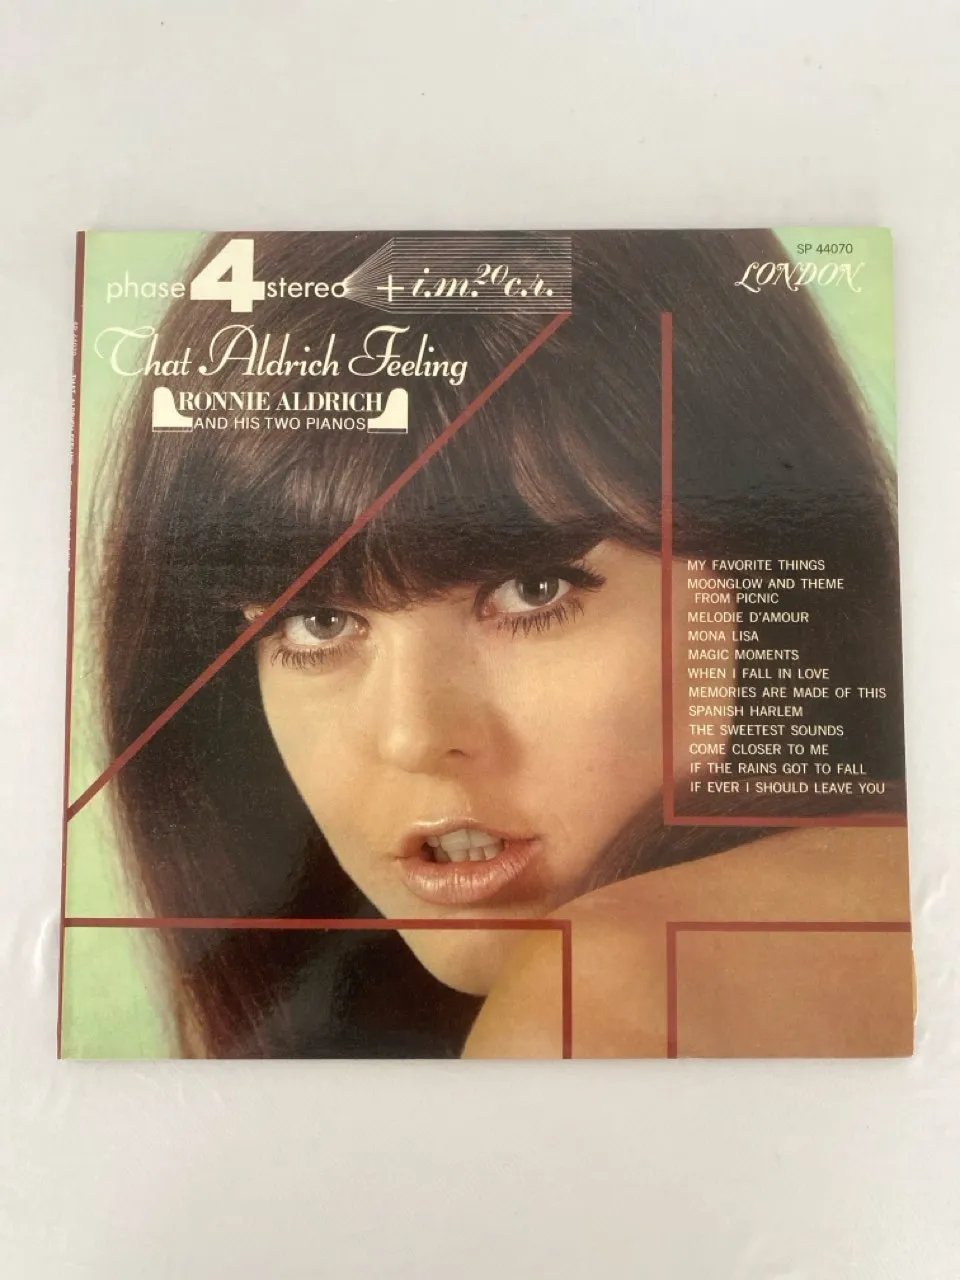 phase 4 stereo + i.m.20 c.r.
SP 44070
LONDON
That Aldrich Feeling
RONNIE ALDRICH
AND HIS TWO PIANOS
MY FAVORITE THINGS
MOONGLOW AND THEME
FROM PICNIC
MELODIE D'AMOUR
MONA LISA
MAGIC MOMENTS
WHEN I FALL IN LOVE
MEMORIES ARE MADE OF THIS
SPANISH HARLEM
THE SWEETEST SOUNDS
COME CLOSER TO ME
IF THE RAINS GOT TO FALL
IF EVER I SHOULD LEAVE YOU